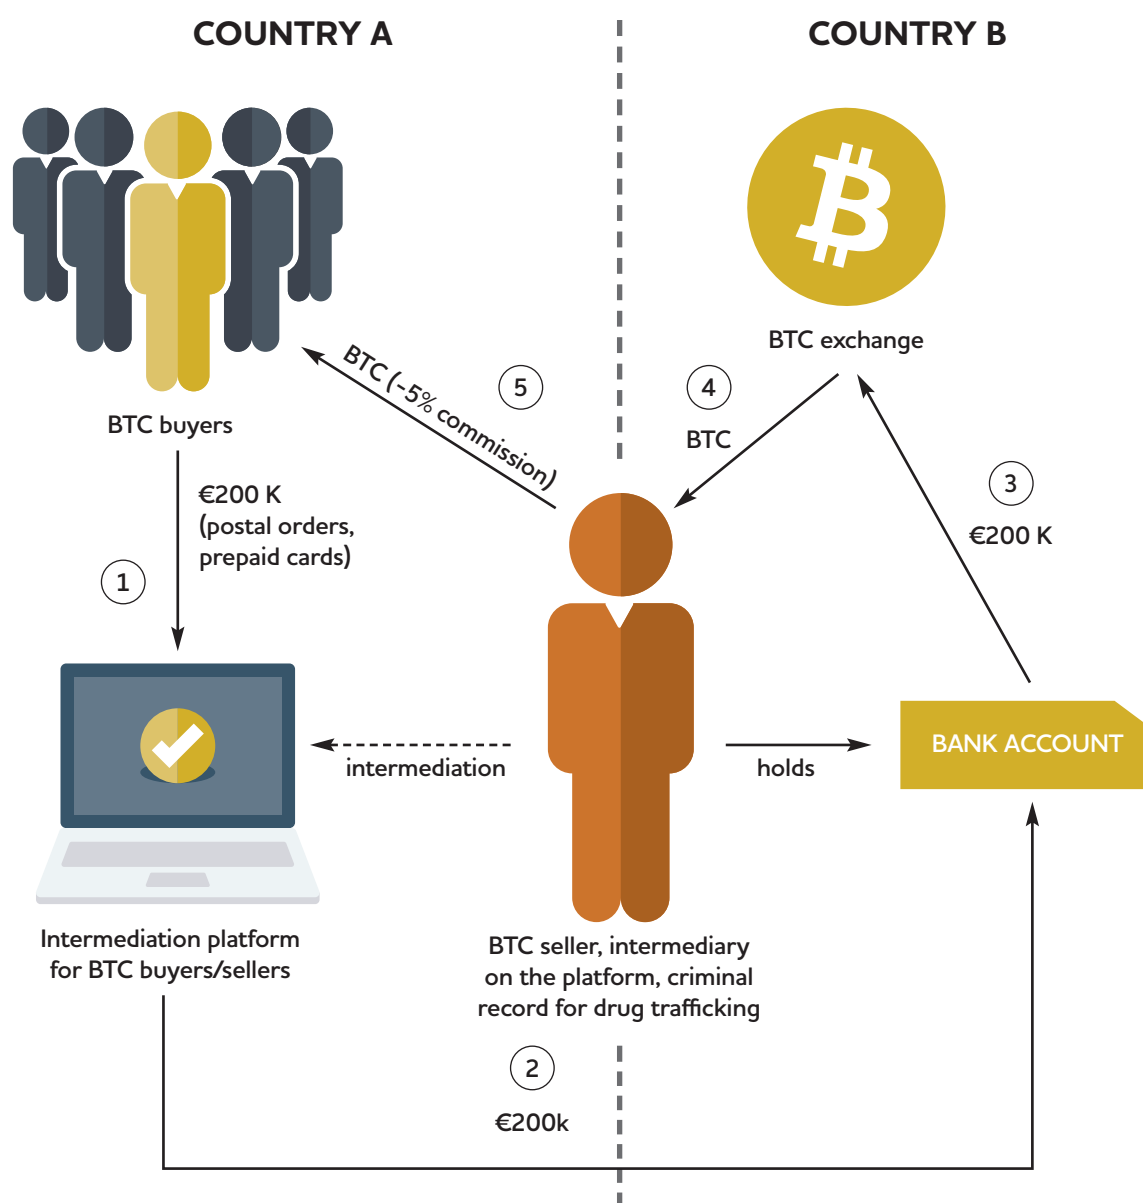 COUNTRY A
COUNTRY B
BTC exchange
BTC buyers
BTC (-5% commission)
5
4
BTC
3
€200 K
€200 K
(postal orders,
prepaid cards)
1
BANK ACCOUNT
intermediation
holds
Intermediation platform
for BTC buyers/sellers
BTC seller, intermediary
on the platform, criminal
record for drug trafficking
2
€200k